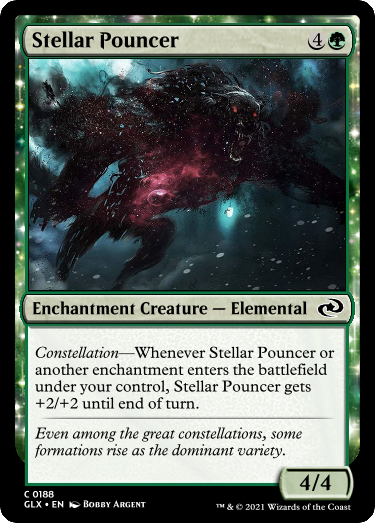 Stellar Pouncer 4
Enchantment Creature — Elemental
Constellation—Whenever Stellar Pouncer or
another enchantment enters the battlefield
under your control, Stellar Pouncer gets
+2/+2 until end of turn.
Even among the great constellations, some
formations rise as the dominant variety.
4/4
C 0188
GLX • EN Bobby Argent
™ & © 2021 Wizards of the Coast